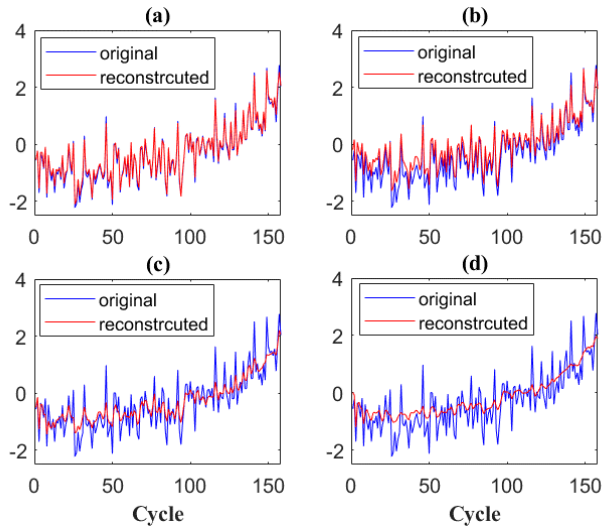 (a) (b)
4 4
original original
reconstrcuted reconstrcuted
2 2
0 0
-2 -2
0 50 100 150 0 50 100 150
(c) (d)
4 4
original original
reconstrcuted reconstrcuted
2 2
0 0
-2 -2
0 50 100 150 0 50 100 150
Cycle Cycle